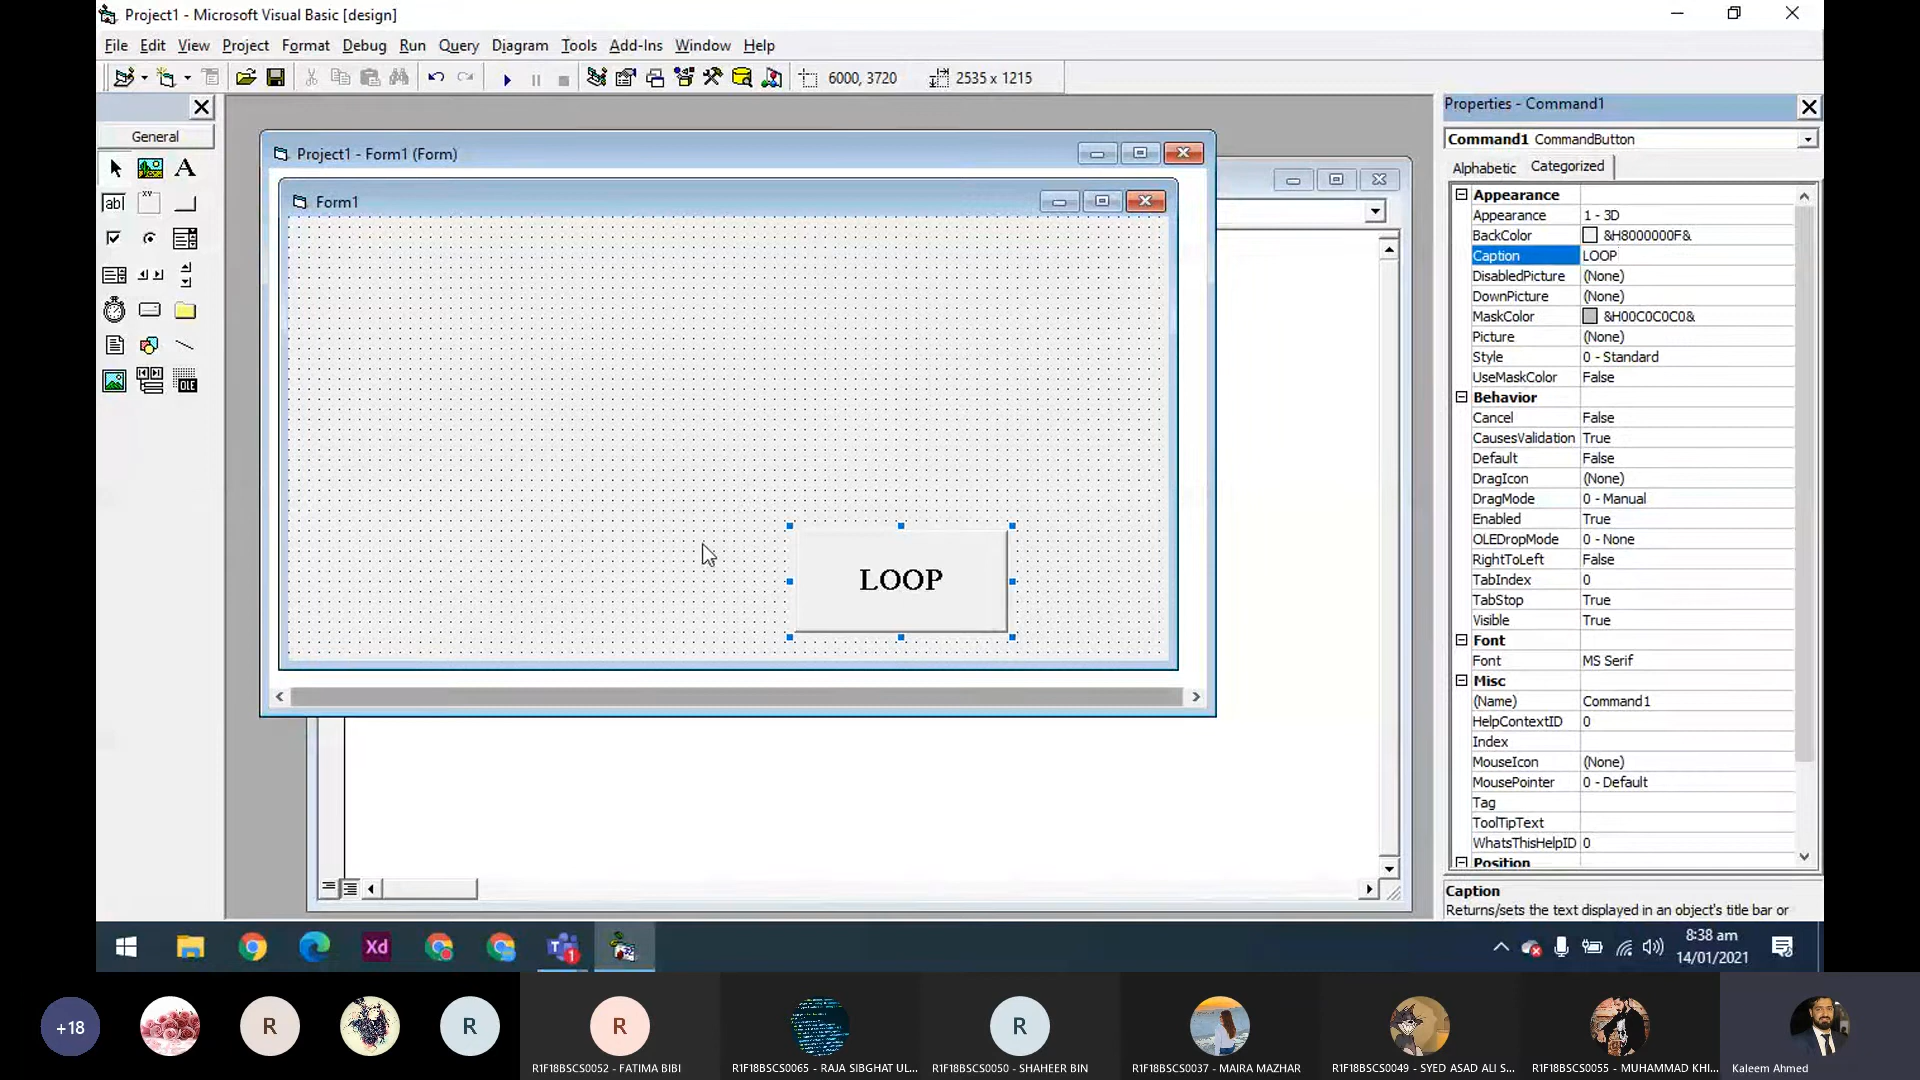 Project1 - Microsoft Visual Basic [design]
File Edit View Project Format Debug Run Query Diagram Tools Add-Ins Window Help
6000, 3720 2535 x 1215
General
A
ab|
XY
OLE
Project1 - Form1 (Form)
Form1
LOOP
Properties - Command1
Command1 CommandButton
Alphabetic Categorized
Appearance
Appearance 1 - 3D
BackColor &H8000000F&
Caption LOOP
DisabledPicture (None)
DownPicture (None)
MaskColor &H00C0C0C0&
Picture (None)
Style 0 - Standard
UseMaskColor False
Behavior
Cancel False
CausesValidation True
Default False
DragIcon (None)
DragMode 0 - Manual
Enabled True
OLEDropMode 0 - None
RightToLeft False
TabIndex 0
TabStop True
Visible True
Font
Font MS Serif
Misc
(Name) Command1
HelpContextID 0
Index
MouseIcon (None)
MousePointer 0 - Default
Tag
ToolTipText
WhatsThisHelpID 0
Position
Caption
Returns/sets the text displayed in an object's title bar or
Xd
1
8:38 am
14/01/2021
+18
R
R
R
R
R1F18BSCS0052 - FATIMA BIBI
R1F18BSCS0065 - RAJA SIBGHAT UL...
R1F18BSCS0050 - SHAHEER BIN
R1F18BSCS0037 - MAIRA MAZHAR
R1F18BSCS0049 - SYED ASAD ALI S...
R1F18BSCS0055 - MUHAMMAD KHI...
Kaleem Ahmed